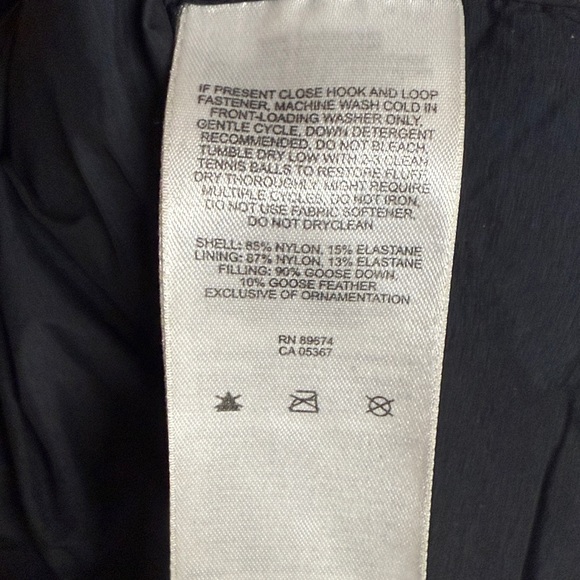 IF PRESENT CLOSE HOOK AND LOOP
FASTENER, MACHINE WASH COLD IN
FRONT-LOADING WASHER ONLY,
GENTLE CYCLE, DOWN DETERGENT
RECOMMENDED, DO NOT BLEACH,
TUMBLE DRY LOW WITH 2-3 CLEAN
TENNIS BALLS TO RESTORE FLUFF,
DRY THOROUGHLY, MIGHT REQUIRE
MULTIPLE CYCLES, DO NOT IRON,
DO NOT USE FABRIC SOFTENER,
DO NOT DRYCLEAN
SHELL: 85% NYLON, 15% ELASTANE
LINING: 87% NYLON, 13% ELASTANE
FILLING: 90% GOOSE DOWN,
10% GOOSE FEATHER
EXCLUSIVE OF ORNAMENTATION
RN 89674
CA 05367